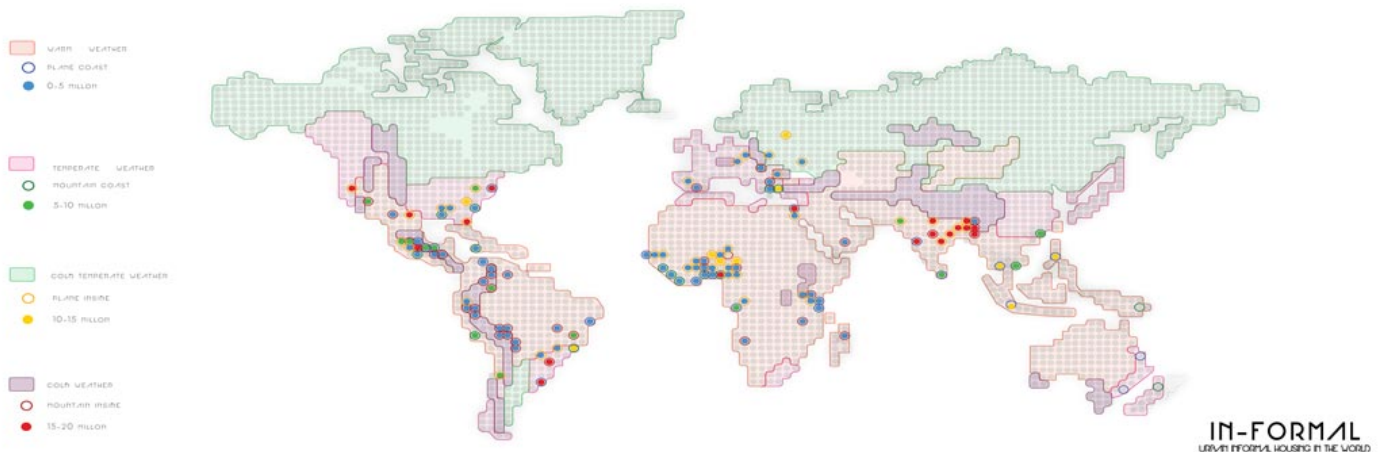 WARM WEATHER
PLANE COAST
0-5 MILLON
TEMPERATE WEATHER
MOUNTAIN COAST
5-10 MILLON
COLD TEMPERATE WEATHER
PLANE INSIDE
10-15 MILLON
COLD WEATHER
MOUNTAIN INSIDE
15-20 MILLON
IN-FORMAL
URBAN INFORMAL HOUSING IN THE WORLD